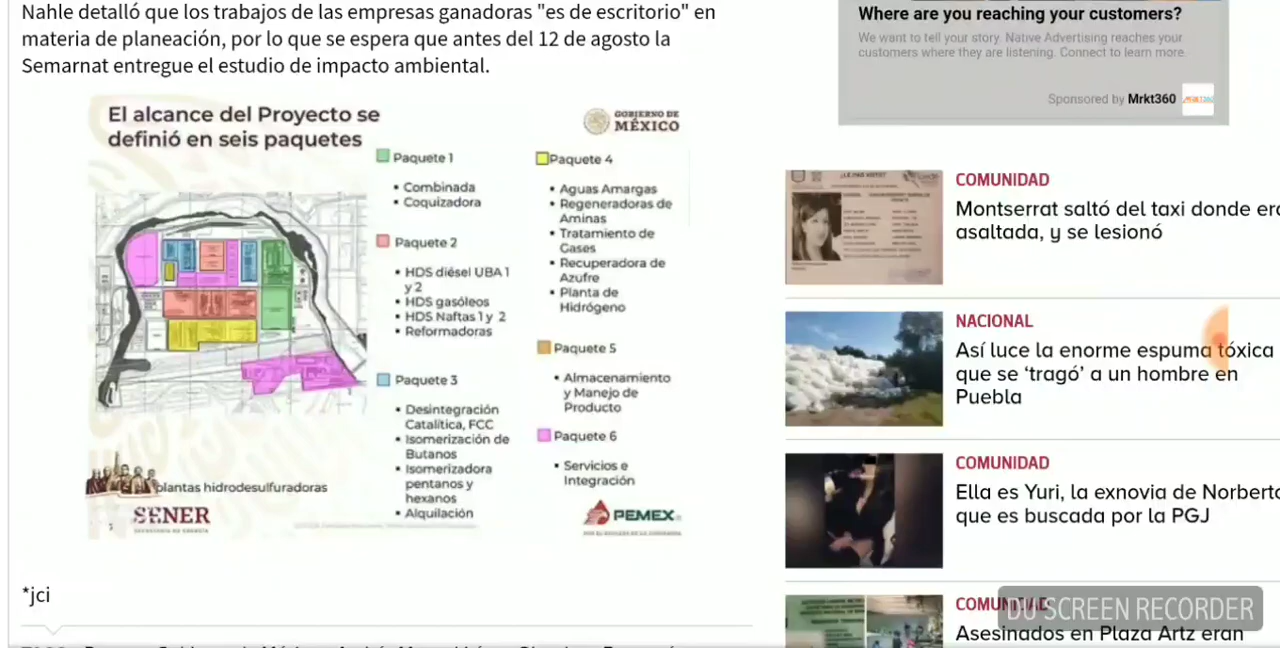 Nahle detalló que los trabajos de las empresas ganadoras "es de escritorio" en
materia de planeación, por lo que se espera que antes del 12 de agosto la
Semarnat entregue el estudio de impacto ambiental.
El alcance del Proyecto se
definió en seis paquetes
GOBIERNO DE
MÉXICO
Paquete 1
▪ Combinada
▪ Coquizadora
Paquete 2
▪ HDS diésel UBA 1
y 2
▪ HDS gasóleos
▪ HDS Naftas 1 y 2
▪ Reformadoras
Paquete 3
▪ Desintegración
Catalítica, FCC
▪ Isomerización de
Butanos
▪ Isomerizadora
pentanos y
hexanos
▪ Alquilación
Paquete 4
▪ Aguas Amargas
▪ Regeneradoras de
Aminas
▪ Tratamiento de
Gases
▪ Recuperadora de
Azufre
▪ Planta de
Hidrógeno
Paquete 5
▪ Almacenamiento
y Manejo de
Producto
Paquete 6
▪ Servicios e
Integración
plantas hidrodesulfuradoras
SENER
SECRETARÍA DE ENERGÍA
PEMEX
*jci
Where are you reaching your customers?
We want to tell your story. Native Advertising reaches your
customers where they are listening. Connect to learn more.
Sponsored by Mrkt360
COMUNIDAD
Montserrat saltó del taxi donde era
asaltada, y se lesionó
NACIONAL
Así luce la enorme espuma tóxica
que se ‘tragó’ a un hombre en
Puebla
COMUNIDAD
Ella es Yuri, la exnovia de Norberto
que es buscada por la PGJ
COMUNIDAD
Asesinados en Plaza Artz eran
DU SCREEN RECORDER